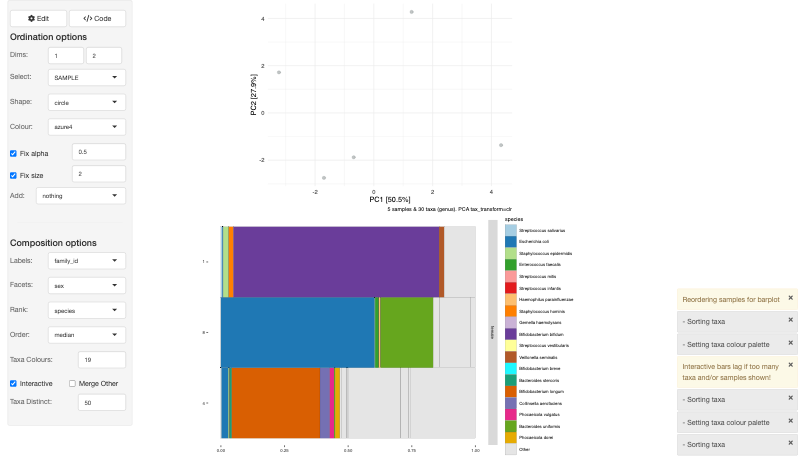 Edit
</> Code
Ordination options
Dims: 1 2
Select: SAMPLE
Shape: circle
Colour: azure4
Fix alpha 0.5
Fix size 2
Add: nothing
Composition options
Labels: family_id
Facets: sex
Rank: species
Order: median
Taxa Colours: 19
Interactive Merge Other
Taxa Distinct: 50
PC2 [27.9%]
4
2
0
-2
-2 0 2 4
PC1 [50.5%]
5 samples & 30 taxa (genus). PCA tax_transform=clr
0.00 0.25 0.50 0.75 1.00
female
species
Streptococcus salivarius
Escherichia coli
Staphylococcus epidermidis
Enterococcus faecalis
Streptococcus mitis
Streptococcus infantis
Haemophilus parainfluenzae
Staphylococcus hominis
Gemella haemolysans
Bifidobacterium bifidum
Streptococcus vestibularis
Veillonella seminalis
Bifidobacterium breve
Bacteroides stercoris
Bifidobacterium longum
Collinsella aerofaciens
Phocaeicola vulgatus
Bacteroides uniformis
Phocaeicola dorei
Other
Reordering samples for barplot ×
- Sorting taxa ×
- Setting taxa colour palette ×
Interactive bars lag if too many ×
taxa and/or samples shown!
- Sorting taxa ×
- Setting taxa colour palette ×
- Sorting taxa ×